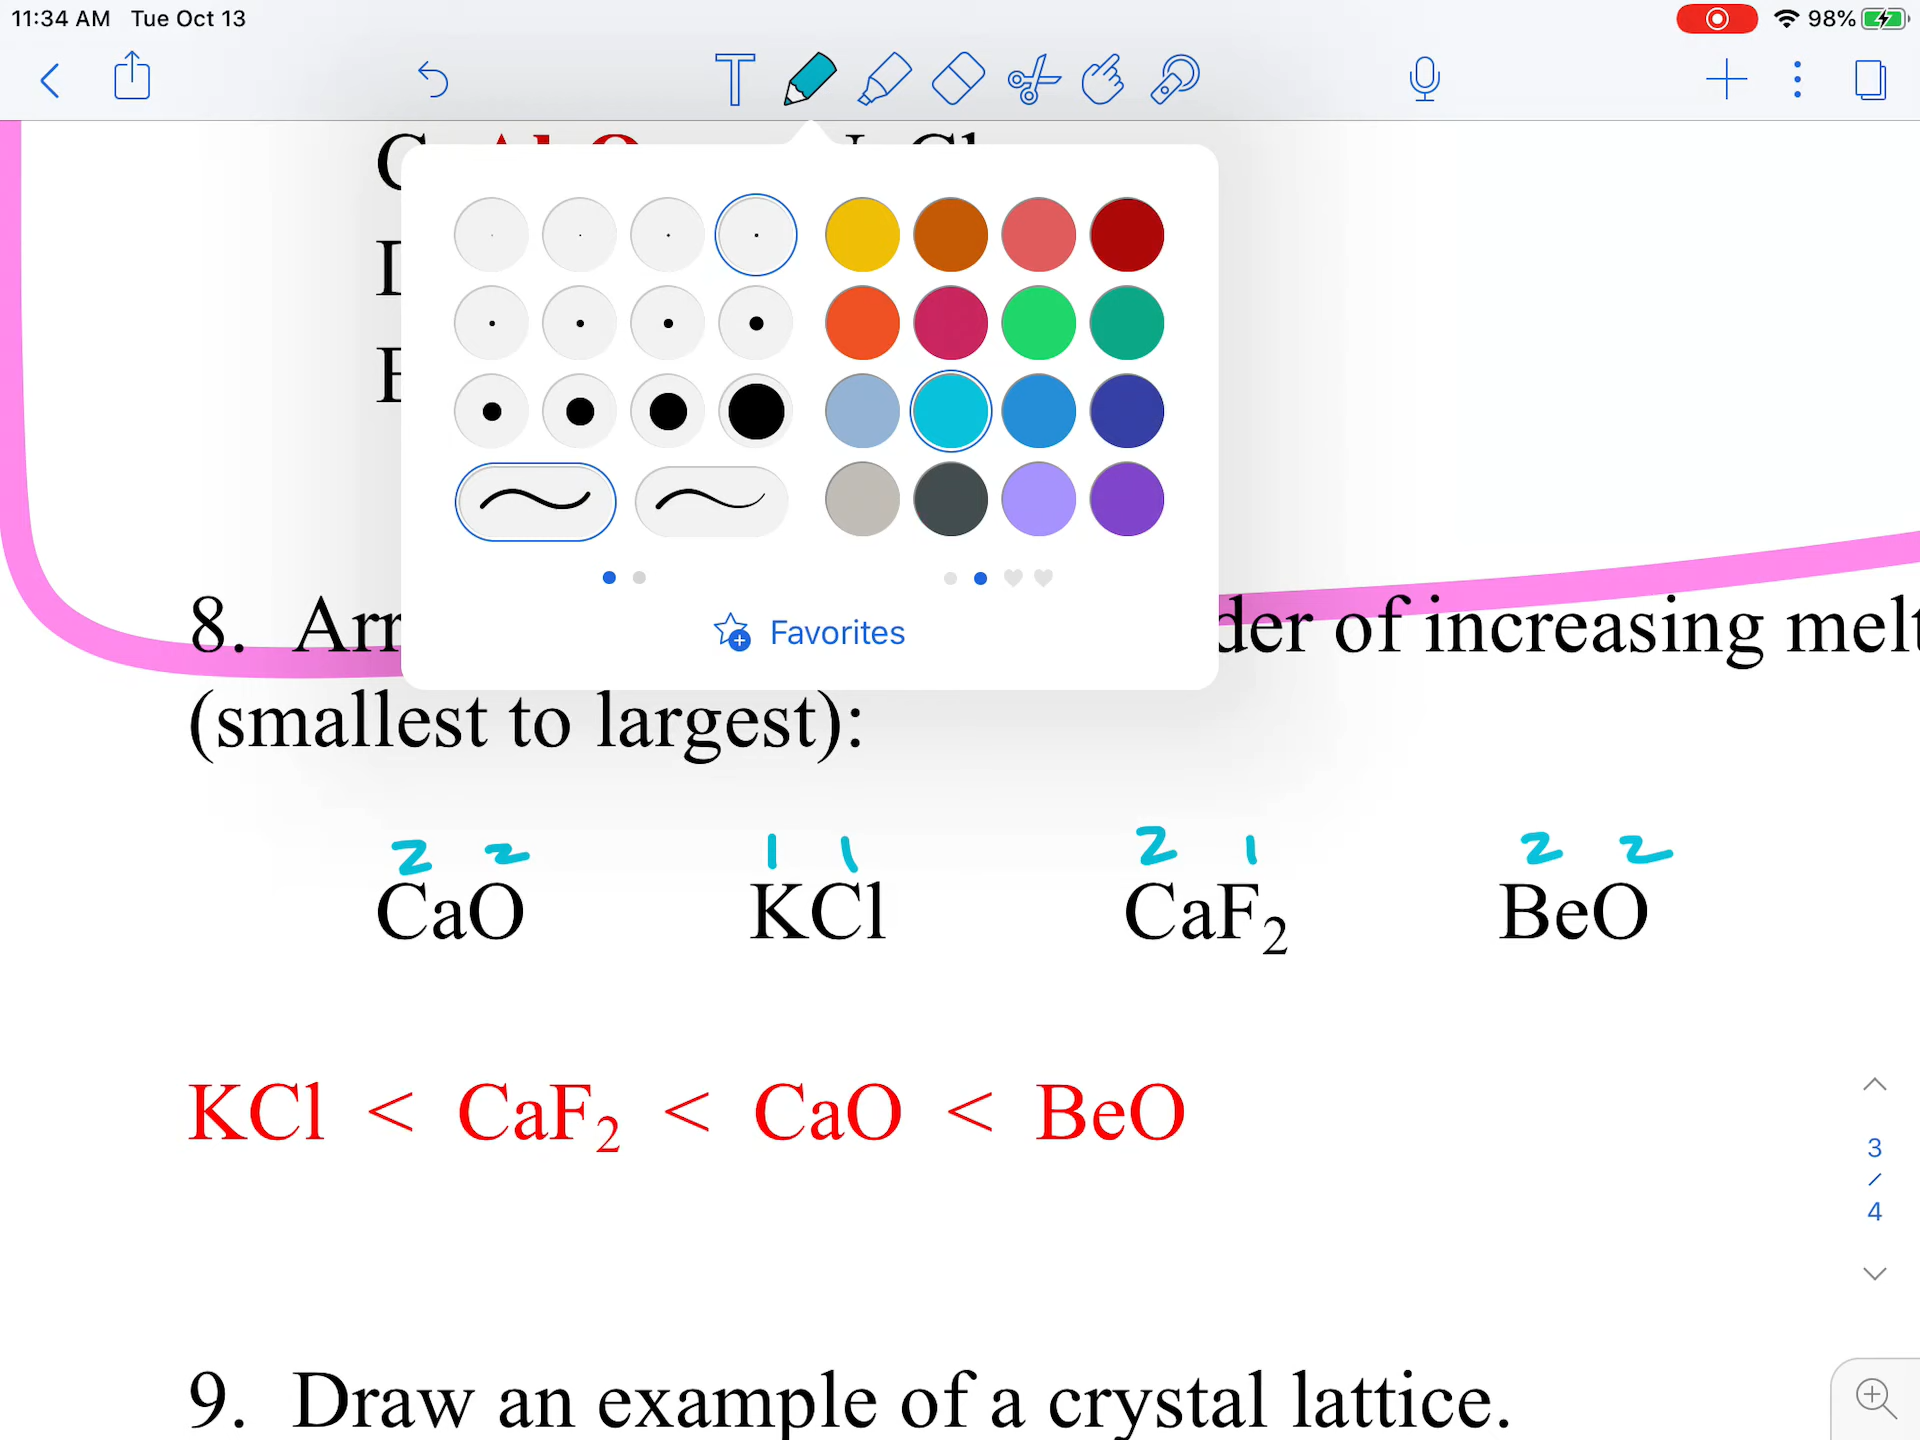 11:34 AM Tue Oct 13
98%
T
8. Arr
der of increasing melt
(smallest to largest):
2 2 1 1 2 1 2 2
CaO KCl CaF₂ BeO
KCl < CaF₂ < CaO < BeO
9. Draw an example of a crystal lattice.
Favorites
3
/
4